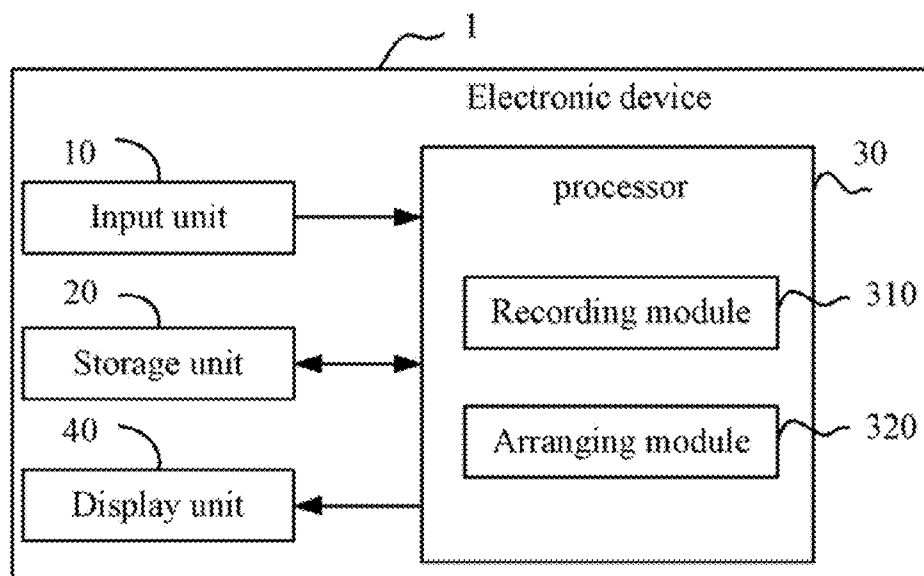 1
Electronic device
10
Input unit
20
Storage unit
40
Display unit
processor
30
Recording module
310
Arranging module
320